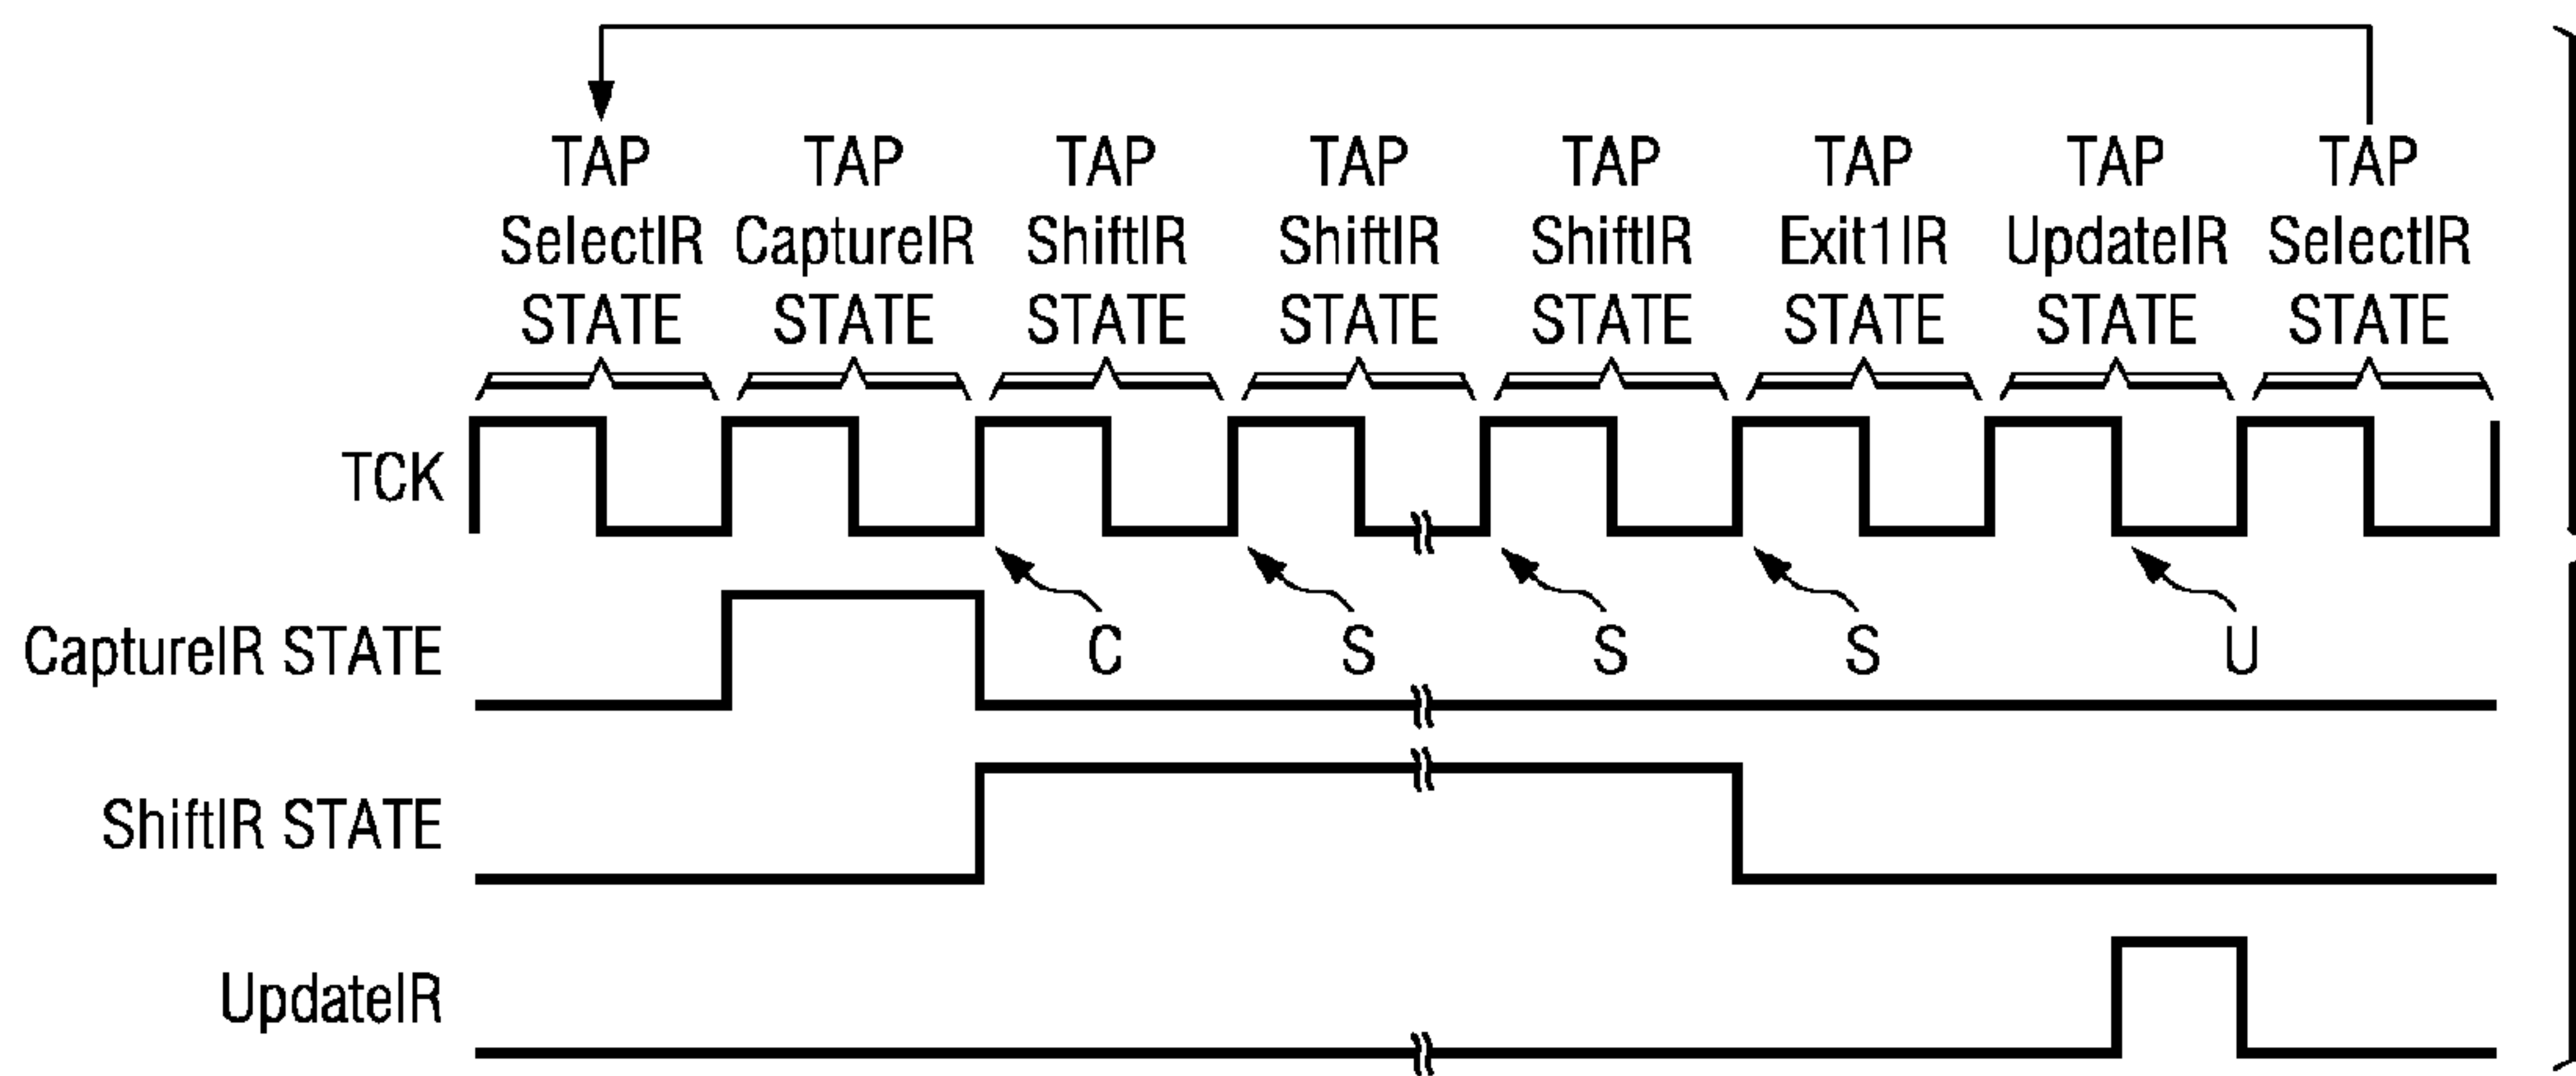 TAP TAP TAP TAP TAP TAP TAP TAP
SelectIR CaptureIR ShiftIR ShiftIR ShiftIR Exit1IR UpdateIR SelectIR
STATE STATE STATE STATE STATE STATE STATE STATE
TCK
CaptureIR STATE C S S S U
ShiftIR STATE
UpdateIR